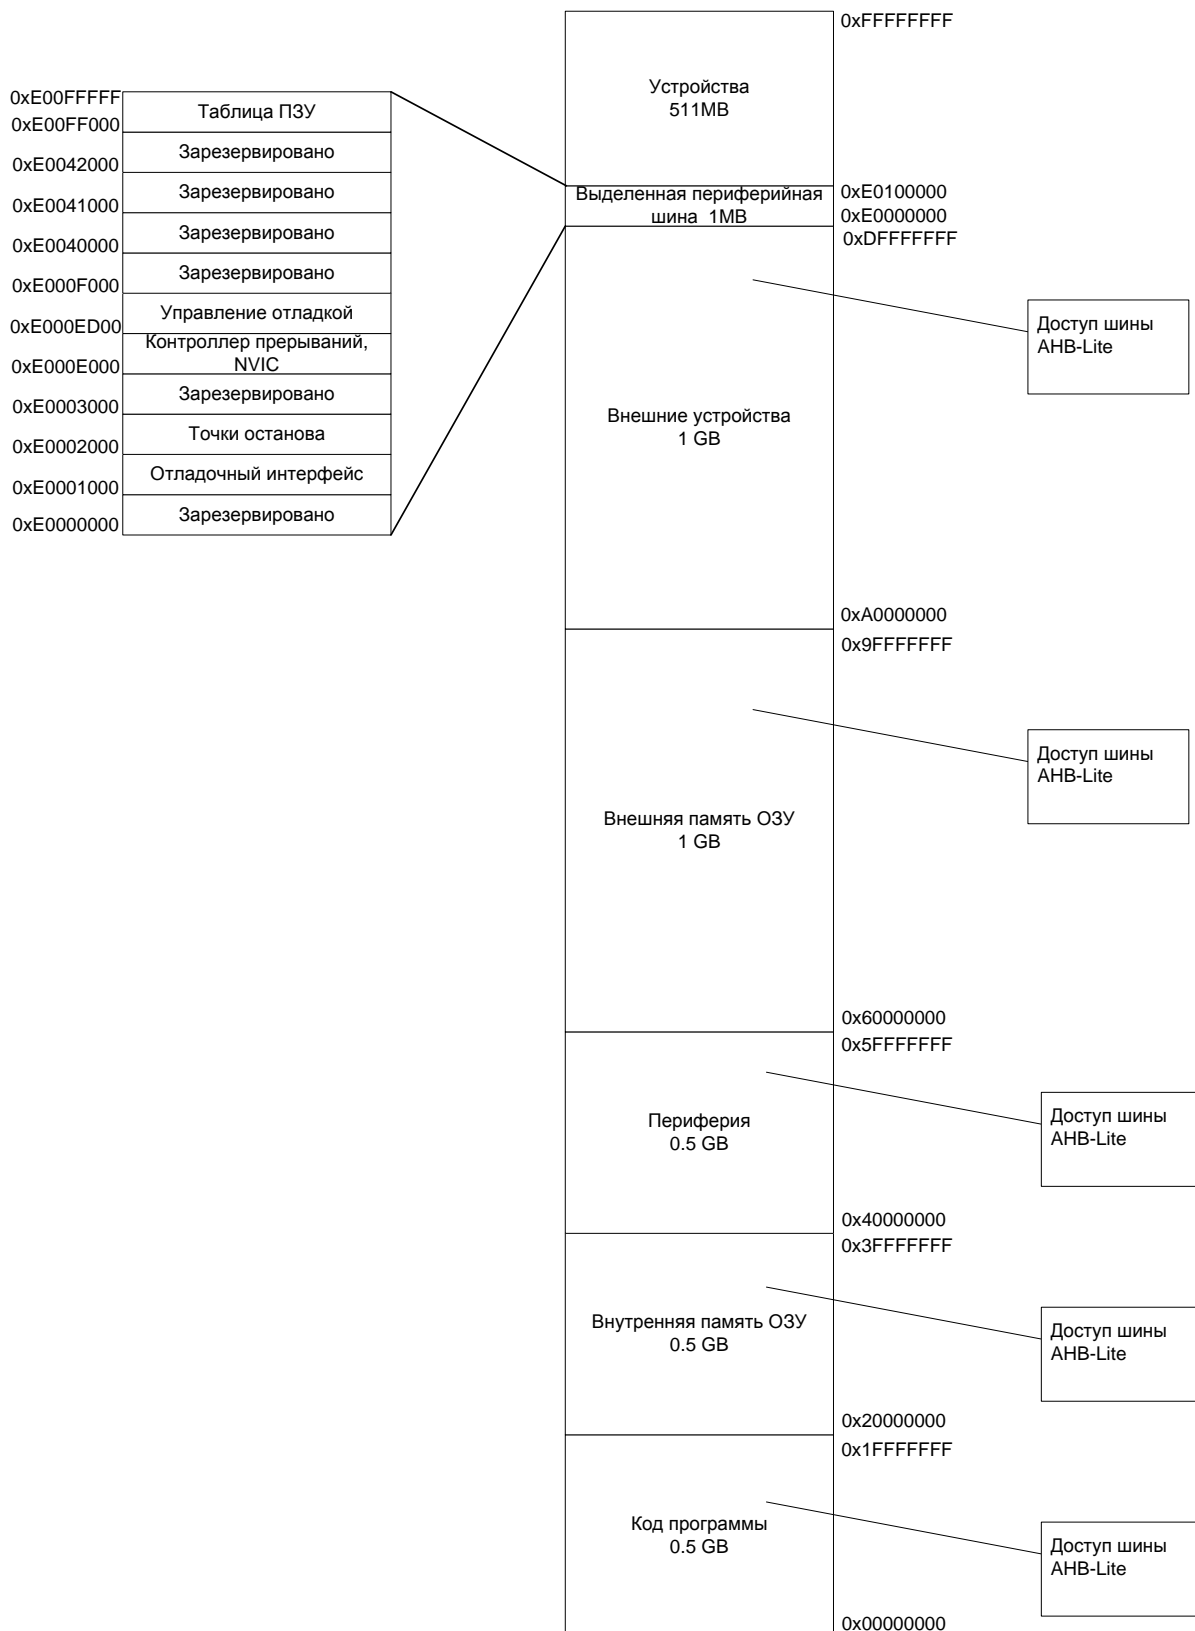 0xFFFFFFFF
Устройства
511MB
0xE00FFFFF
Таблица ПЗУ
0xE00FF000
Зарезервировано
0xE0042000
Зарезервировано
0xE0041000
Зарезервировано
0xE0040000
Зарезервировано
0xE000F000
Управление отладкой
0xE000ED00
Контроллер прерываний,
NVIC
0xE000E000
Зарезервировано
0xE0003000
Точки останова
0xE0002000
Отладочный интерфейс
0xE0001000
Зарезервировано
0xE0000000
Выделенная периферийная
шина 1MB
0xE0100000
0xE0000000
0xDFFFFFFF
Доступ шины
AHB-Lite
Внешние устройства
1 GB
0xA0000000
0x9FFFFFFF
Доступ шины
AHB-Lite
Внешняя память ОЗУ
1 GB
0x60000000
0x5FFFFFFF
Периферия
0.5 GB
Доступ шины
AHB-Lite
0x40000000
0x3FFFFFFF
Внутренняя память ОЗУ
0.5 GB
Доступ шины
AHB-Lite
0x20000000
0x1FFFFFFF
Код программы
0.5 GB
Доступ шины
AHB-Lite
0x00000000